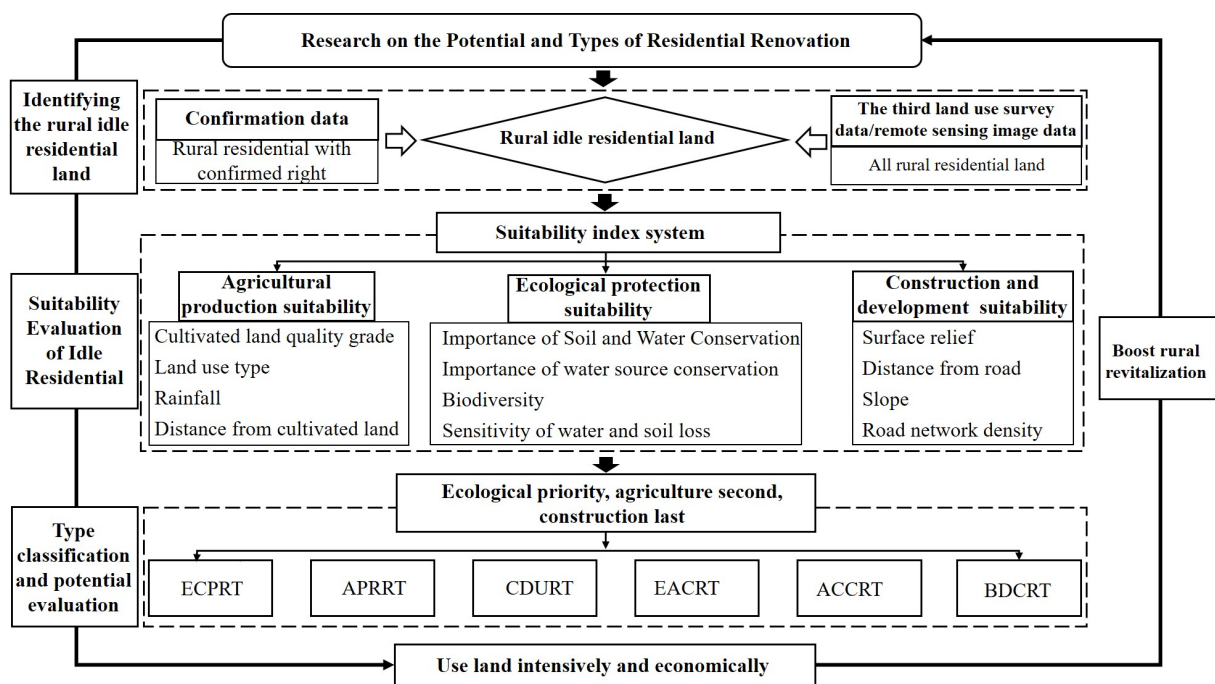 Research on the Potential and Types of Residential Renovation
Identifying
the rural idle
residential
land
Confirmation data
Rural residential with
confirmed right
Rural idle residential land
The third land use survey
data/remote sensing image data
All rural residential land
Suitability index system
Suitability
Evaluation
of Idle
Residential
Agricultural
production suitability
Cultivated land quality grade
Land use type
Rainfall
Distance from cultivated land
Ecological protection
suitability
Importance of Soil and Water Conservation
Importance of water source conservation
Biodiversity
Sensitivity of water and soil loss
Construction and
development suitability
Surface relief
Distance from road
Slope
Road network density
Boost rural
revitalization
Ecological priority, agriculture second,
construction last
Type
classification
and potential
evaluation
ECPRT
APRRT
CDURT
EACRT
ACCRT
BDCRT
Use land intensively and economically